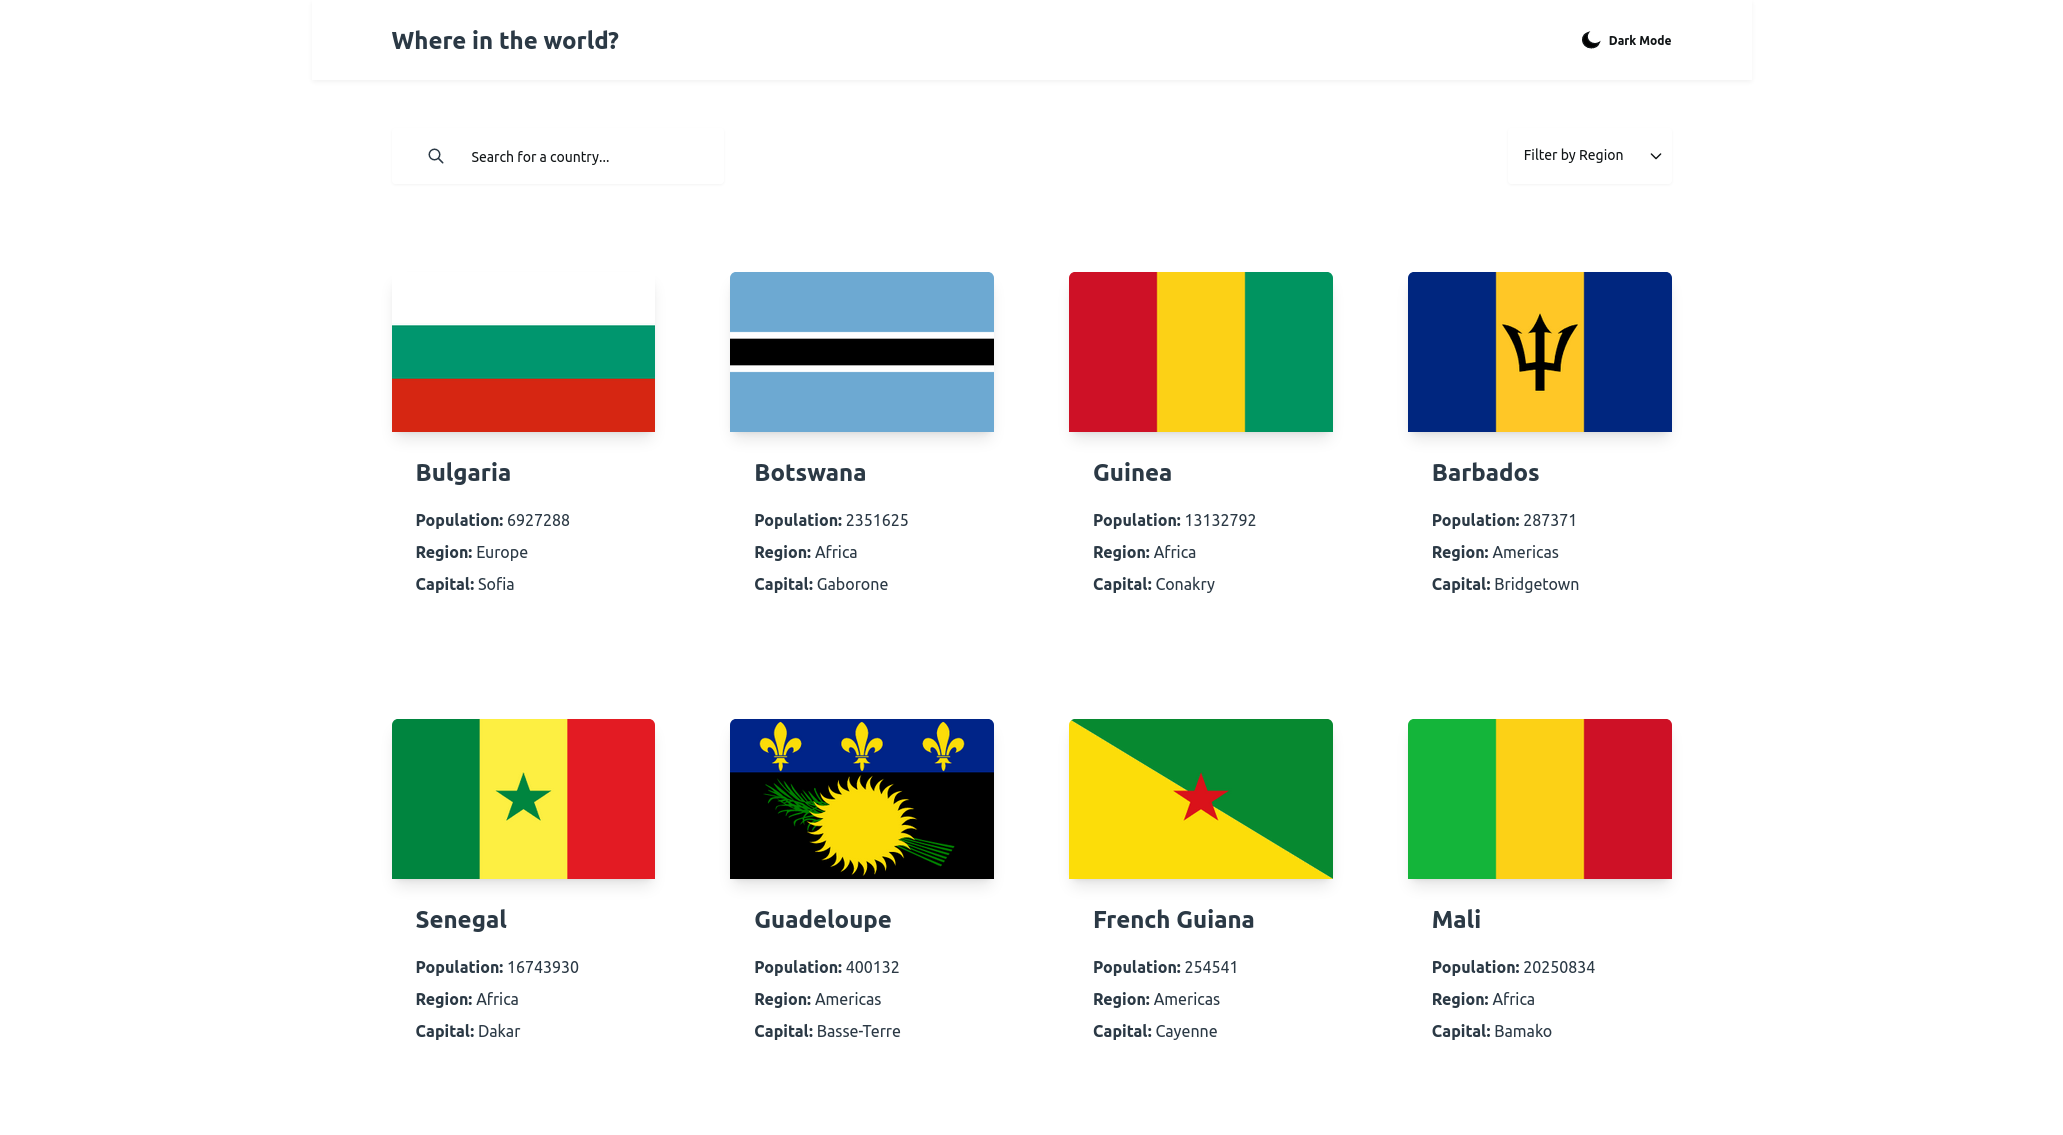 Where in the world?
Dark Mode
Search for a country...
Filter by Region
Bulgaria
Population: 6927288
Region: Europe
Capital: Sofia
Botswana
Population: 2351625
Region: Africa
Capital: Gaborone
Guinea
Population: 13132792
Region: Africa
Capital: Conakry
Barbados
Population: 287371
Region: Americas
Capital: Bridgetown
Senegal
Population: 16743930
Region: Africa
Capital: Dakar
Guadeloupe
Population: 400132
Region: Americas
Capital: Basse-Terre
French Guiana
Population: 254541
Region: Americas
Capital: Cayenne
Mali
Population: 20250834
Region: Africa
Capital: Bamako